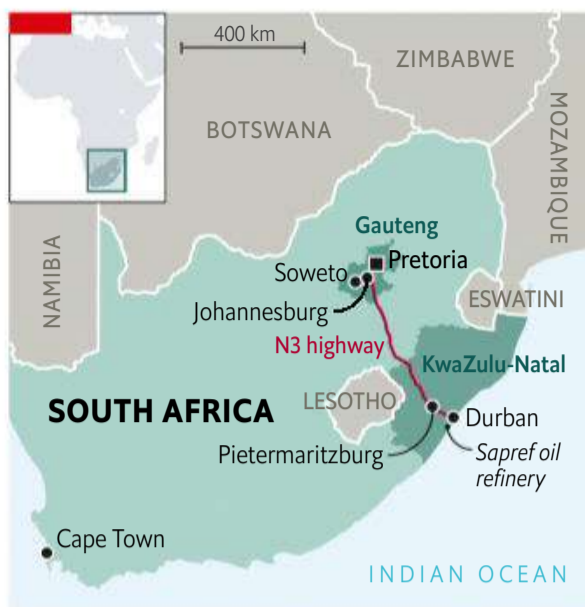 400 km
ZIMBABWE
BOTSWANA
MOZAMBIQUE
NAMIBIA
Gauteng
Pretoria
Soweto
Johannesburg
ESWATINI
N3 highway
KwaZulu-Natal
SOUTH AFRICA
LESOTHO
Durban
Pietermaritzburg
Sapref oil
refinery
Cape Town
INDIAN OCEAN